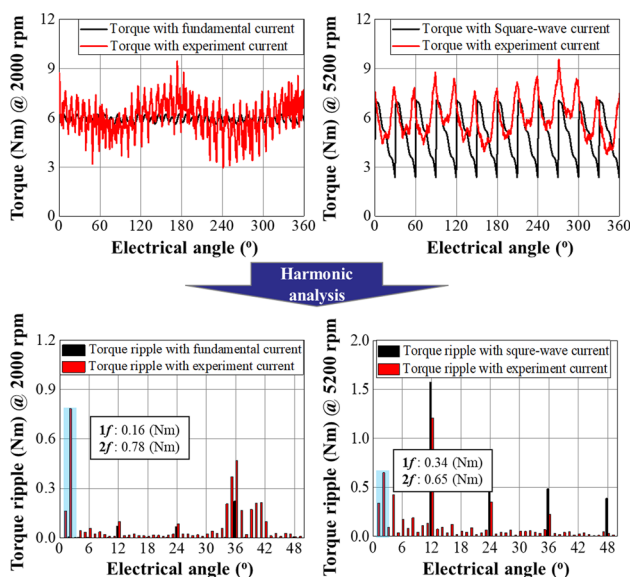 Torque (Nm) @ 2000 rpm
12
9
6
3
0
Torque with fundamental current
Torque with experiment current
0 60 120 180 240 300 360
Electrical angle (º)
Torque (Nm) @ 5200 rpm
12
9
6
3
0
Torque with Square-wave current
Torque with experiment current
0 60 120 180 240 300 360
Electrical angle (º)
Harmonic
analysis
Torque ripple (Nm) @ 2000 rpm
1.2
0.9
0.6
0.3
0.0
Torque ripple with fundamental current
Torque ripple with experiment current
1f: 0.16 (Nm)
2f: 0.78 (Nm)
0 6 12 18 24 30 36 42 48
Electrical angle (º)
Torque ripple (Nm) @ 5200 rpm
2.0
1.5
1.0
0.5
0.0
Torque ripple with squre-wave current
Torque ripple with experiment current
1f: 0.34 (Nm)
2f: 0.65 (Nm)
0 6 12 18 24 30 36 42 48
Electrical angle (º)